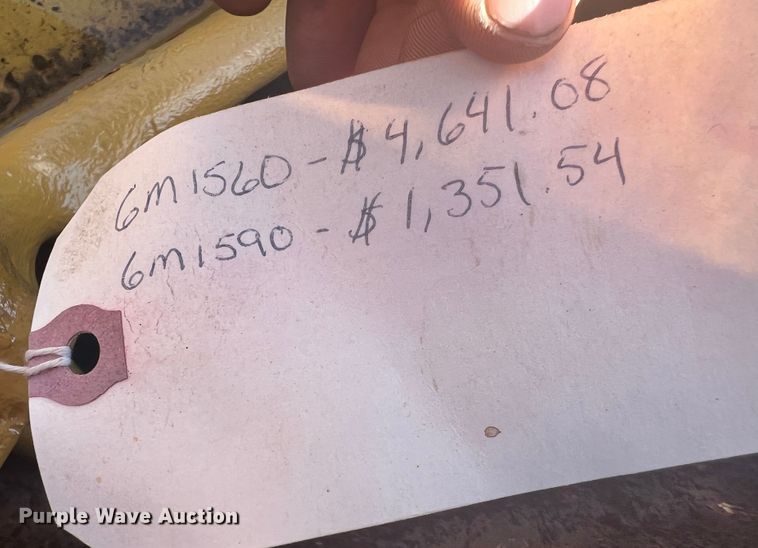 6M1560 - $4,641.08
6M1590 - $1,351.54
Purple Wave Auction